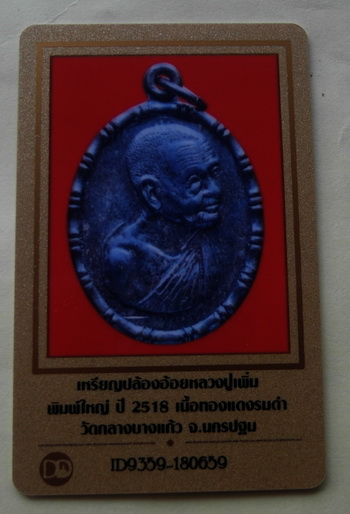 เหรียญปล้องอ้อยหลวงปู่เพิ่ม
พิมพ์ใหญ่ ปี 2518 เนื้อทองแดงรมดำ
วัดกลางบางแก้ว จ.นครปฐม
DD
ID9359-180659